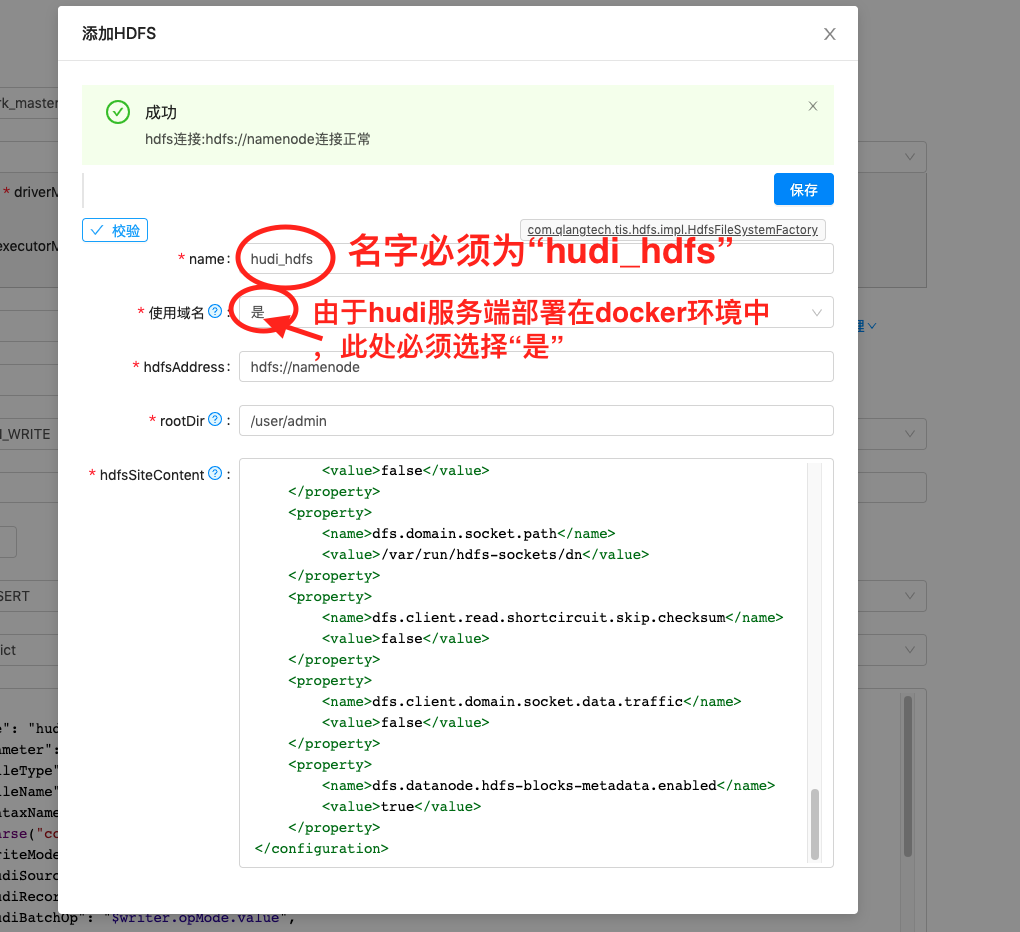 添加HDFS
成功
hdfs连接:hdfs://namenode连接正常
rk_master
保存
* driverM
校验
com.qlangtech.tis.hdfs.impl.HdfsFileSystemFactory
executorM
* name: hudi_hdfs
名字必须为“hudi_hdfs”
* 使用域名 ? : 是
由于hudi服务端部署在docker环境中
，此处必须选择“是”
* hdfsAddress: hdfs://namenode
* rootDir ? : /user/admin
I_WRITE
* hdfsSiteContent ? :
<value>false</value>
</property>
<property>
<name>dfs.domain.socket.path</name>
<value>/var/run/hdfs-sockets/dn</value>
</property>
<property>
<name>dfs.client.read.shortcircuit.skip.checksum</name>
<value>false</value>
</property>
<property>
<name>dfs.client.domain.socket.data.traffic</name>
<value>false</value>
</property>
<property>
<name>dfs.datanode.hdfs-blocks-metadata.enabled</name>
<value>true</value>
</property>
</configuration>
SERT
ict
e": "hud
ameter":
ileType"
ileName"
ntaxName
arse("co
riteMode
udiSourc
udiRecor
udiBatchOp": "$writer.opMode.value",